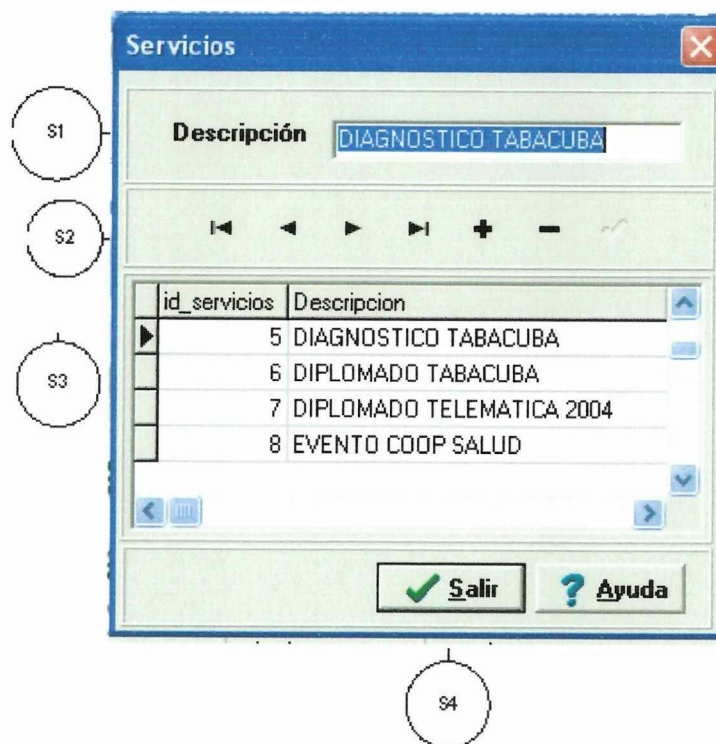 Servicios
S1
Descripción DIAGNOSTICO TABACUBA
S2
id_servicios Descripcion
5 DIAGNOSTICO TABACUBA
S3
6 DIPLOMADO TABACUBA
7 DIPLOMADO TELEMATICA 2004
8 EVENTO COOP SALUD
Salir ? Ayuda
S4